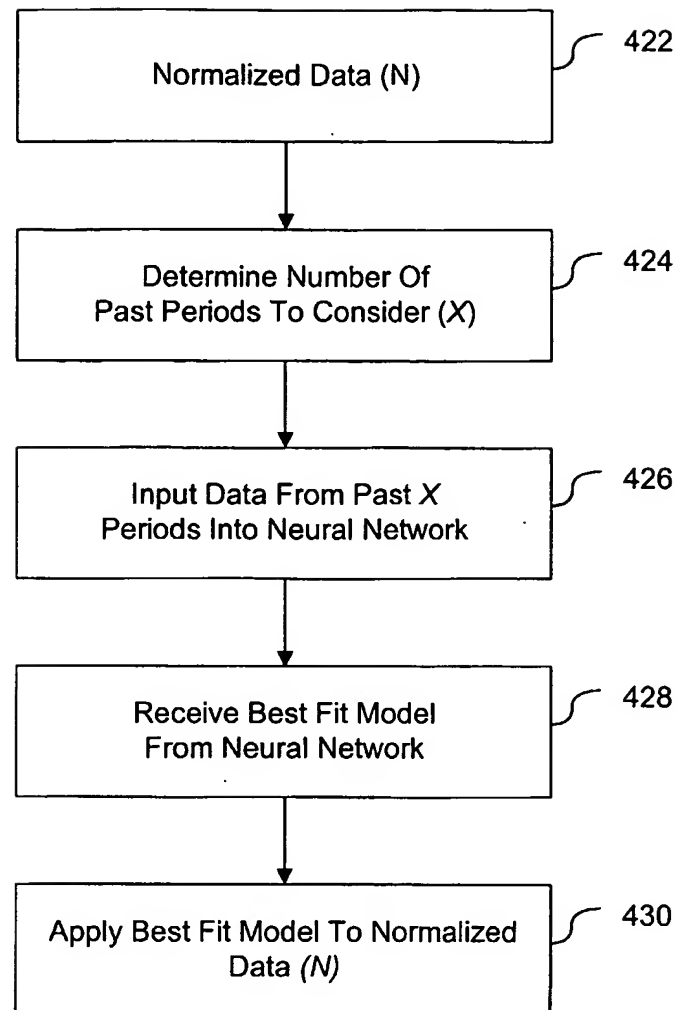 Normalized Data (N)
422
Determine Number Of
Past Periods To Consider (X)
424
Input Data From Past X
Periods Into Neural Network
426
Receive Best Fit Model
From Neural Network
428
Apply Best Fit Model To Normalized
Data (N)
430